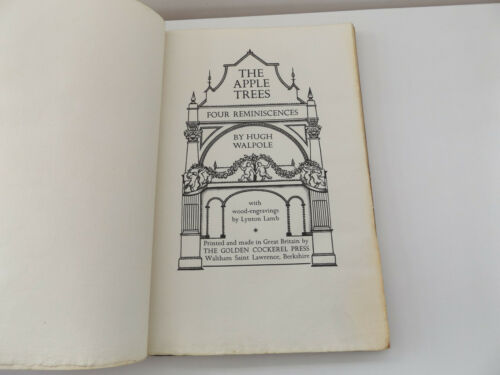 THE
APPLE
TREES
FOUR REMINISCENCES
BY HUGH
WALPOLE
with
wood-engravings
by Lynton Lamb
*
Printed and made in Great Britain by
THE GOLDEN COCKEREL PRESS
Waltham Saint Lawrence, Berkshire